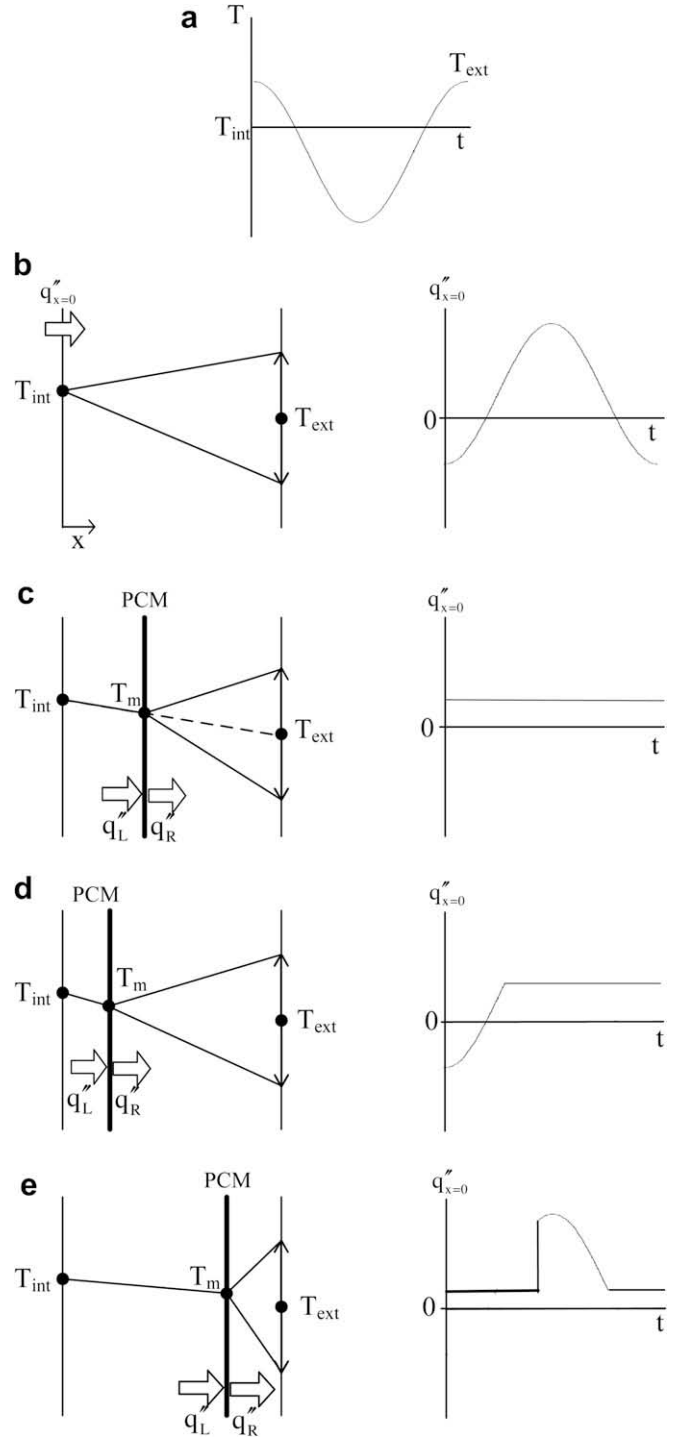 a
T
T_ext
T_int
t
b
q″_x=0
q″_x=0
T_int
T_ext
0
t
x
c
PCM
q″_x=0
T_int
T_m
T_ext
0
t
q″_L q″_R
d
PCM
q″_x=0
T_int
T_m
T_ext
0
t
q″_L q″_R
e
PCM
q″_x=0
T_int
T_m
T_ext
0
t
q″_L q″_R